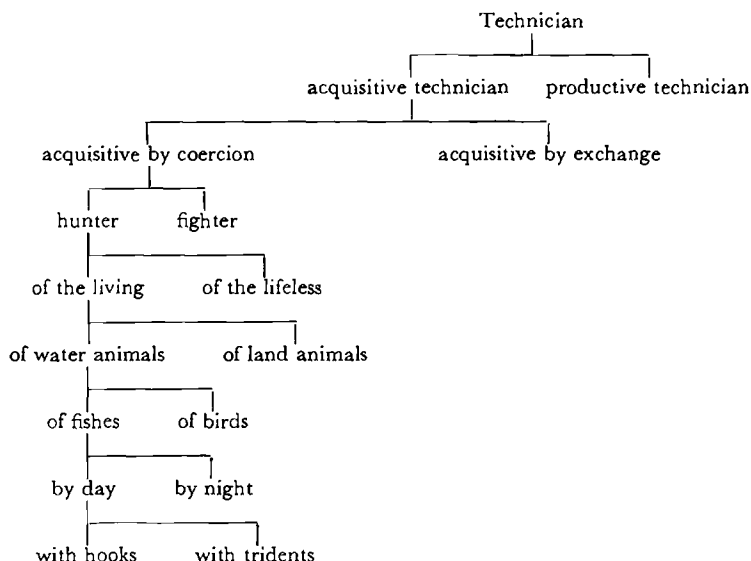 Technician
acquisitive technician productive technician
acquisitive by coercion acquisitive by exchange
hunter fighter
of the living of the lifeless
of water animals of land animals
of fishes of birds
by day by night
with hooks with tridents